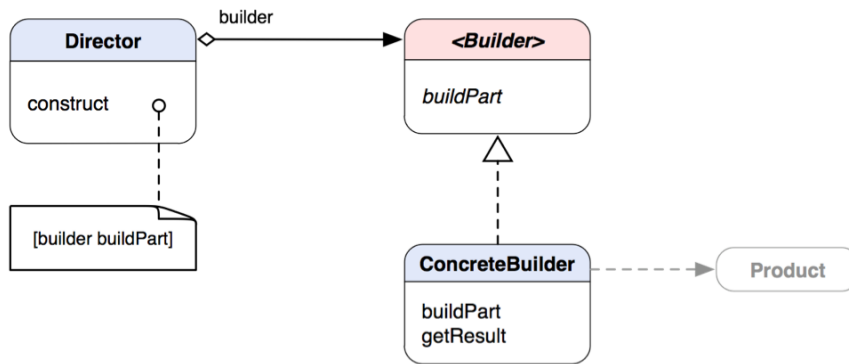 builder
Director
<Builder>
construct
buildPart
[builder buildPart]
ConcreteBuilder
Product
buildPart
getResult